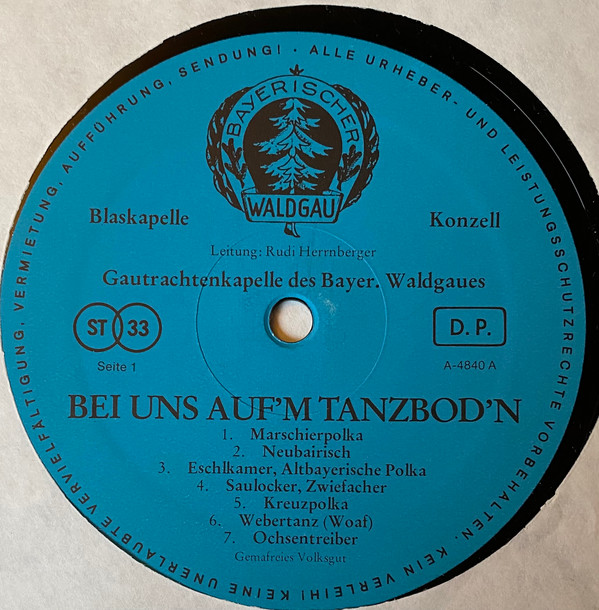 ALLE URHEBER- UND LEISTUNGSSCHUTZRECHTE VORBEHALTEN. KEIN VERLEIH! KEINE UNERLAUBTE VERVIELFÄLTIGUNG, VERMIETUNG, AUFFÜHRUNG, SENDUNG! ·
BAYERISCHER
WALDGAU
Blaskapelle Konzell
Leitung: Rudi Herrnberger
Gautrachtenkapelle des Bayer. Waldgaues
ST 33 D. P.
Seite 1 A-4840 A
BEI UNS AUF'M TANZBOD'N
1. Marschierpolka
2. Neubairisch
3. Eschlkamer, Altbayerische Polka
4. Saulocker, Zwiefacher
5. Kreuzpolka
6. Webertanz (Woaf)
7. Ochsentreiber
Gemafreies Volksgut